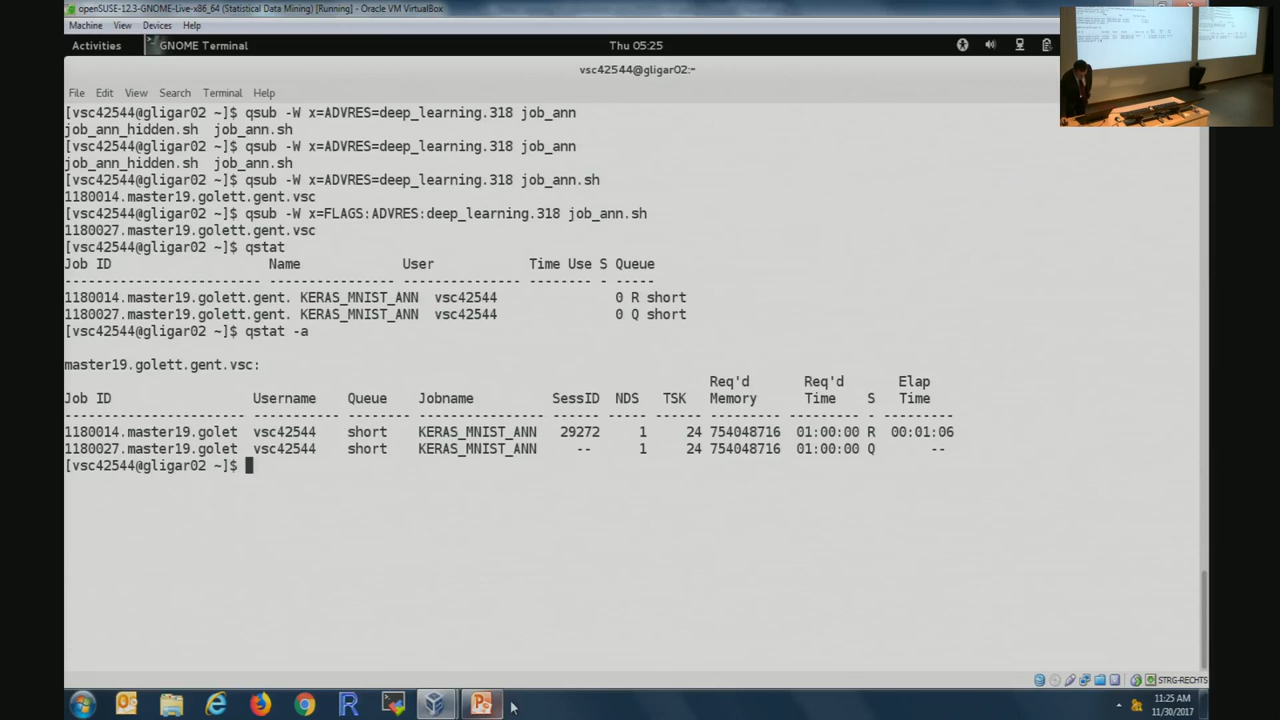 openSUSE-12.3-GNOME-Live-x86_64 (Statistical Data Mining) [Running] - Oracle VM VirtualBox
Machine View Devices Help
Activities GNOME Terminal Thu 05:25
vsc42544@gligar02:~
File Edit View Search Terminal Help
[vsc42544@gligar02 ~]$ qsub -W x=ADVRES=deep_learning.318 job_ann
job_ann_hidden.sh job_ann.sh
[vsc42544@gligar02 ~]$ qsub -W x=ADVRES=deep_learning.318 job_ann
job_ann_hidden.sh job_ann.sh
[vsc42544@gligar02 ~]$ qsub -W x=ADVRES=deep_learning.318 job_ann.sh
1180014.master19.golett.gent.vsc
[vsc42544@gligar02 ~]$ qsub -W x=FLAGS:ADVRES:deep_learning.318 job_ann.sh
1180027.master19.golett.gent.vsc
[vsc42544@gligar02 ~]$ qstat
Job ID Name User Time Use S Queue
------------------------- ---------------- --------------- -------- - -----
1180014.master19.golett.gent. KERAS_MNIST_ANN vsc42544 0 R short
1180027.master19.golett.gent. KERAS_MNIST_ANN vsc42544 0 Q short
[vsc42544@gligar02 ~]$ qstat -a
master19.golett.gent.vsc:
Req'd Req'd Elap
Job ID Username Queue Jobname SessID NDS TSK Memory Time S Time
----------------------- ----------- -------- ---------------- ------ ----- ------ --------- --------- - ---------
1180014.master19.golet vsc42544 short KERAS_MNIST_ANN 29272 1 24 754048716 01:00:00 R 00:01:06
1180027.master19.golet vsc42544 short KERAS_MNIST_ANN -- 1 24 754048716 01:00:00 Q --
[vsc42544@gligar02 ~]$
STRG-RECHTS
11:25 AM
11/30/2017